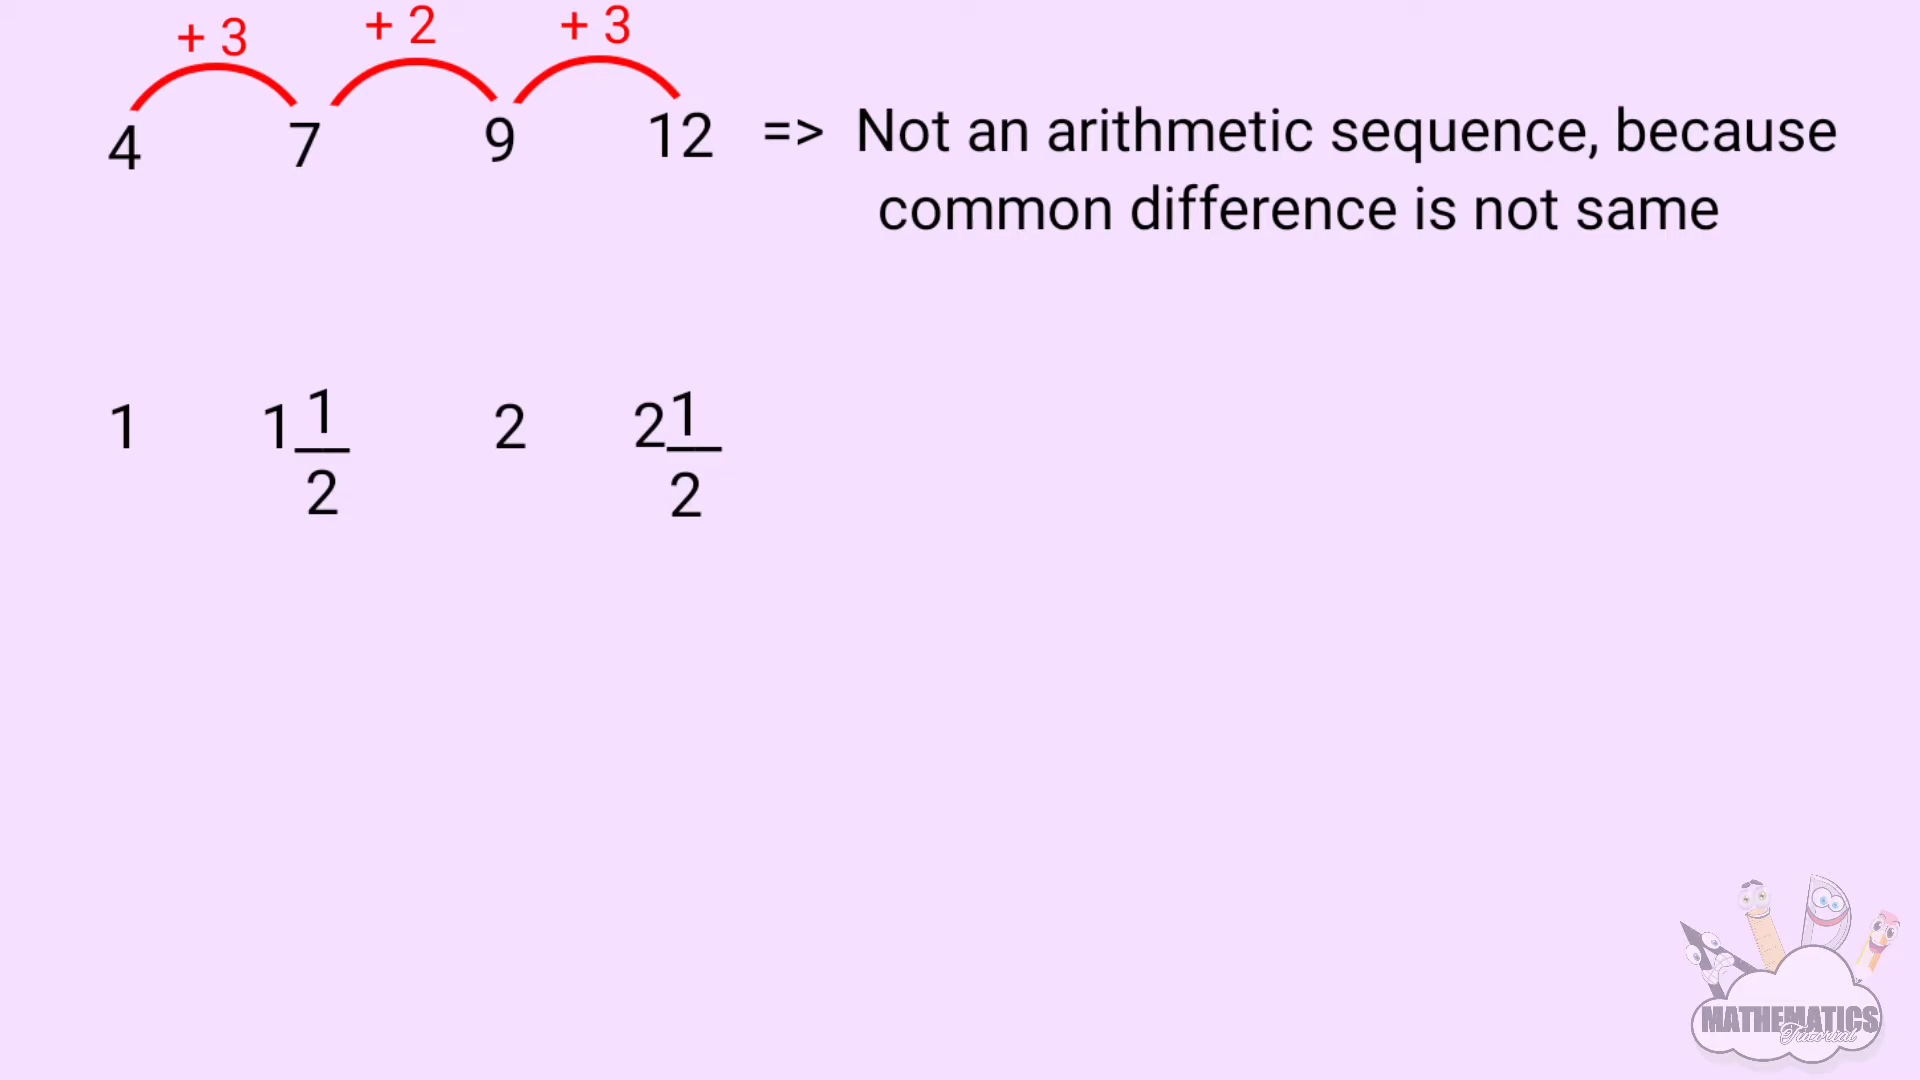 + 3 + 2 + 3
4 7 9 12 => Not an arithmetic sequence, because
common difference is not same
1 1 1/2 2 2 1/2
MATHEMATICS
Tutorial